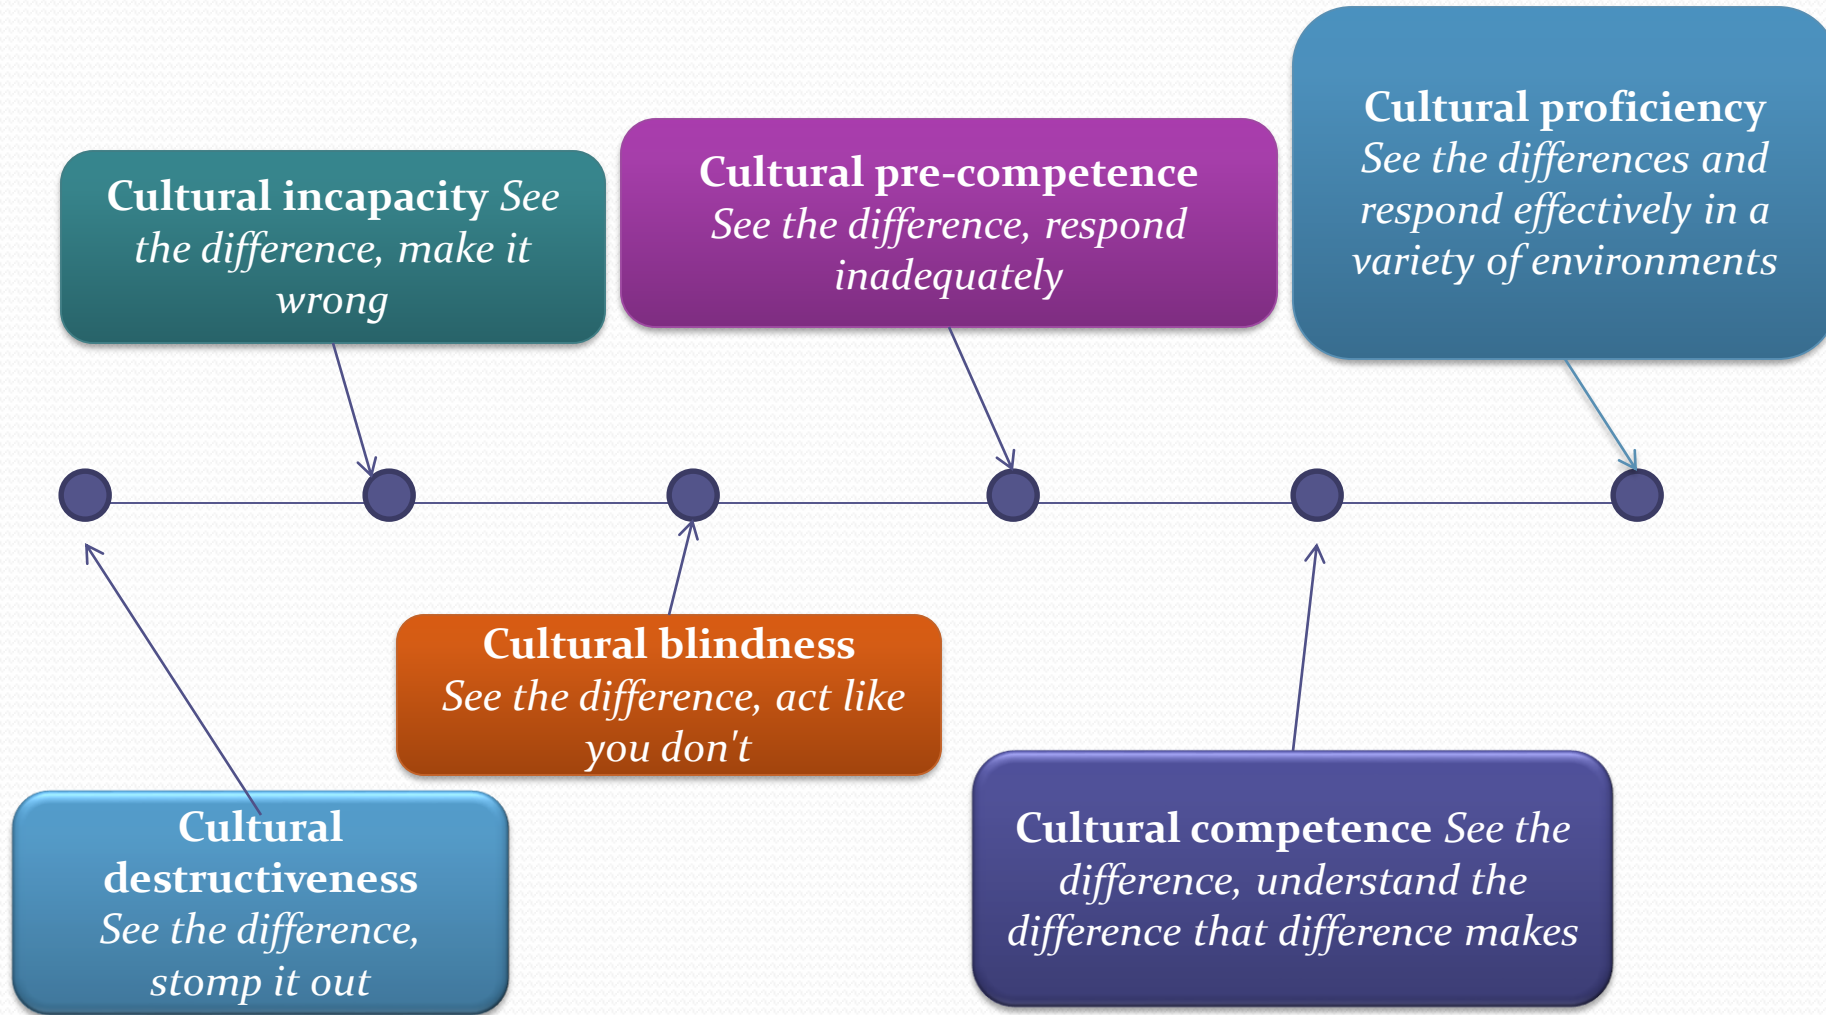 Cultural incapacity See
the difference, make it
wrong
Cultural pre-competence
See the difference, respond
inadequately
Cultural proficiency
See the differences and
respond effectively in a
variety of environments
Cultural blindness
See the difference, act like
you don't
Cultural
destructiveness
See the difference,
stomp it out
Cultural competence See the
difference, understand the
difference that difference makes